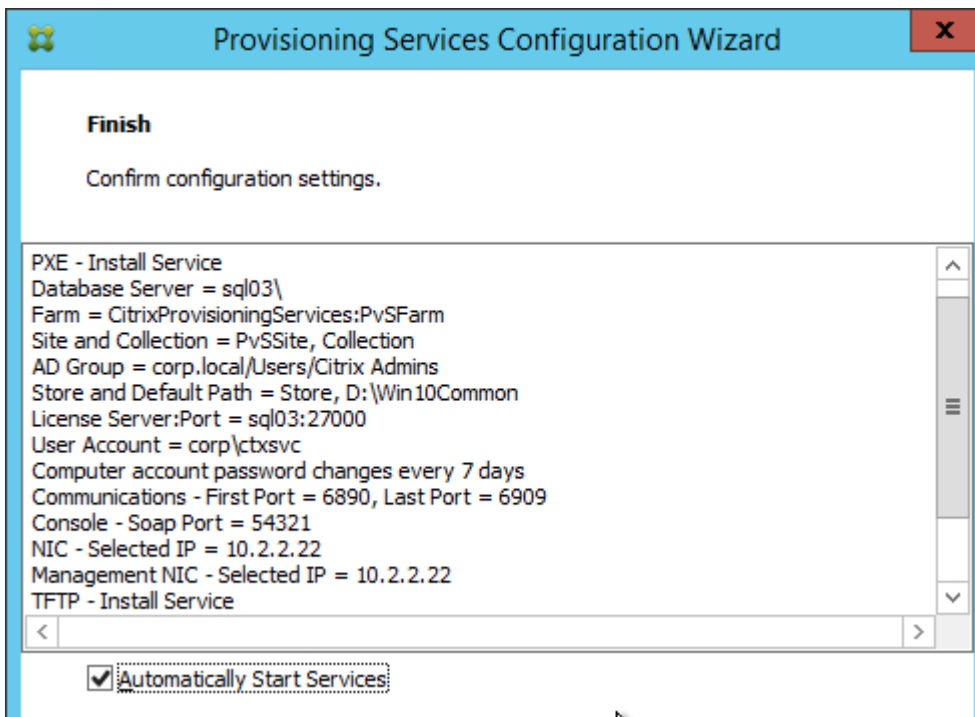 Provisioning Services Configuration Wizard
x
Finish
Confirm configuration settings.
PXE - Install Service
Database Server = sql03\
Farm = CitrixProvisioningServices:PvSFarm
Site and Collection = PvSSite, Collection
AD Group = corp.local/Users/Citrix Admins
Store and Default Path = Store, D:\Win10Common
License Server:Port = sql03:27000
User Account = corp\ctxsvc
Computer account password changes every 7 days
Communications - First Port = 6890, Last Port = 6909
Console - Soap Port = 54321
NIC - Selected IP = 10.2.2.22
Management NIC - Selected IP = 10.2.2.22
TFTP - Install Service
Automatically Start Services